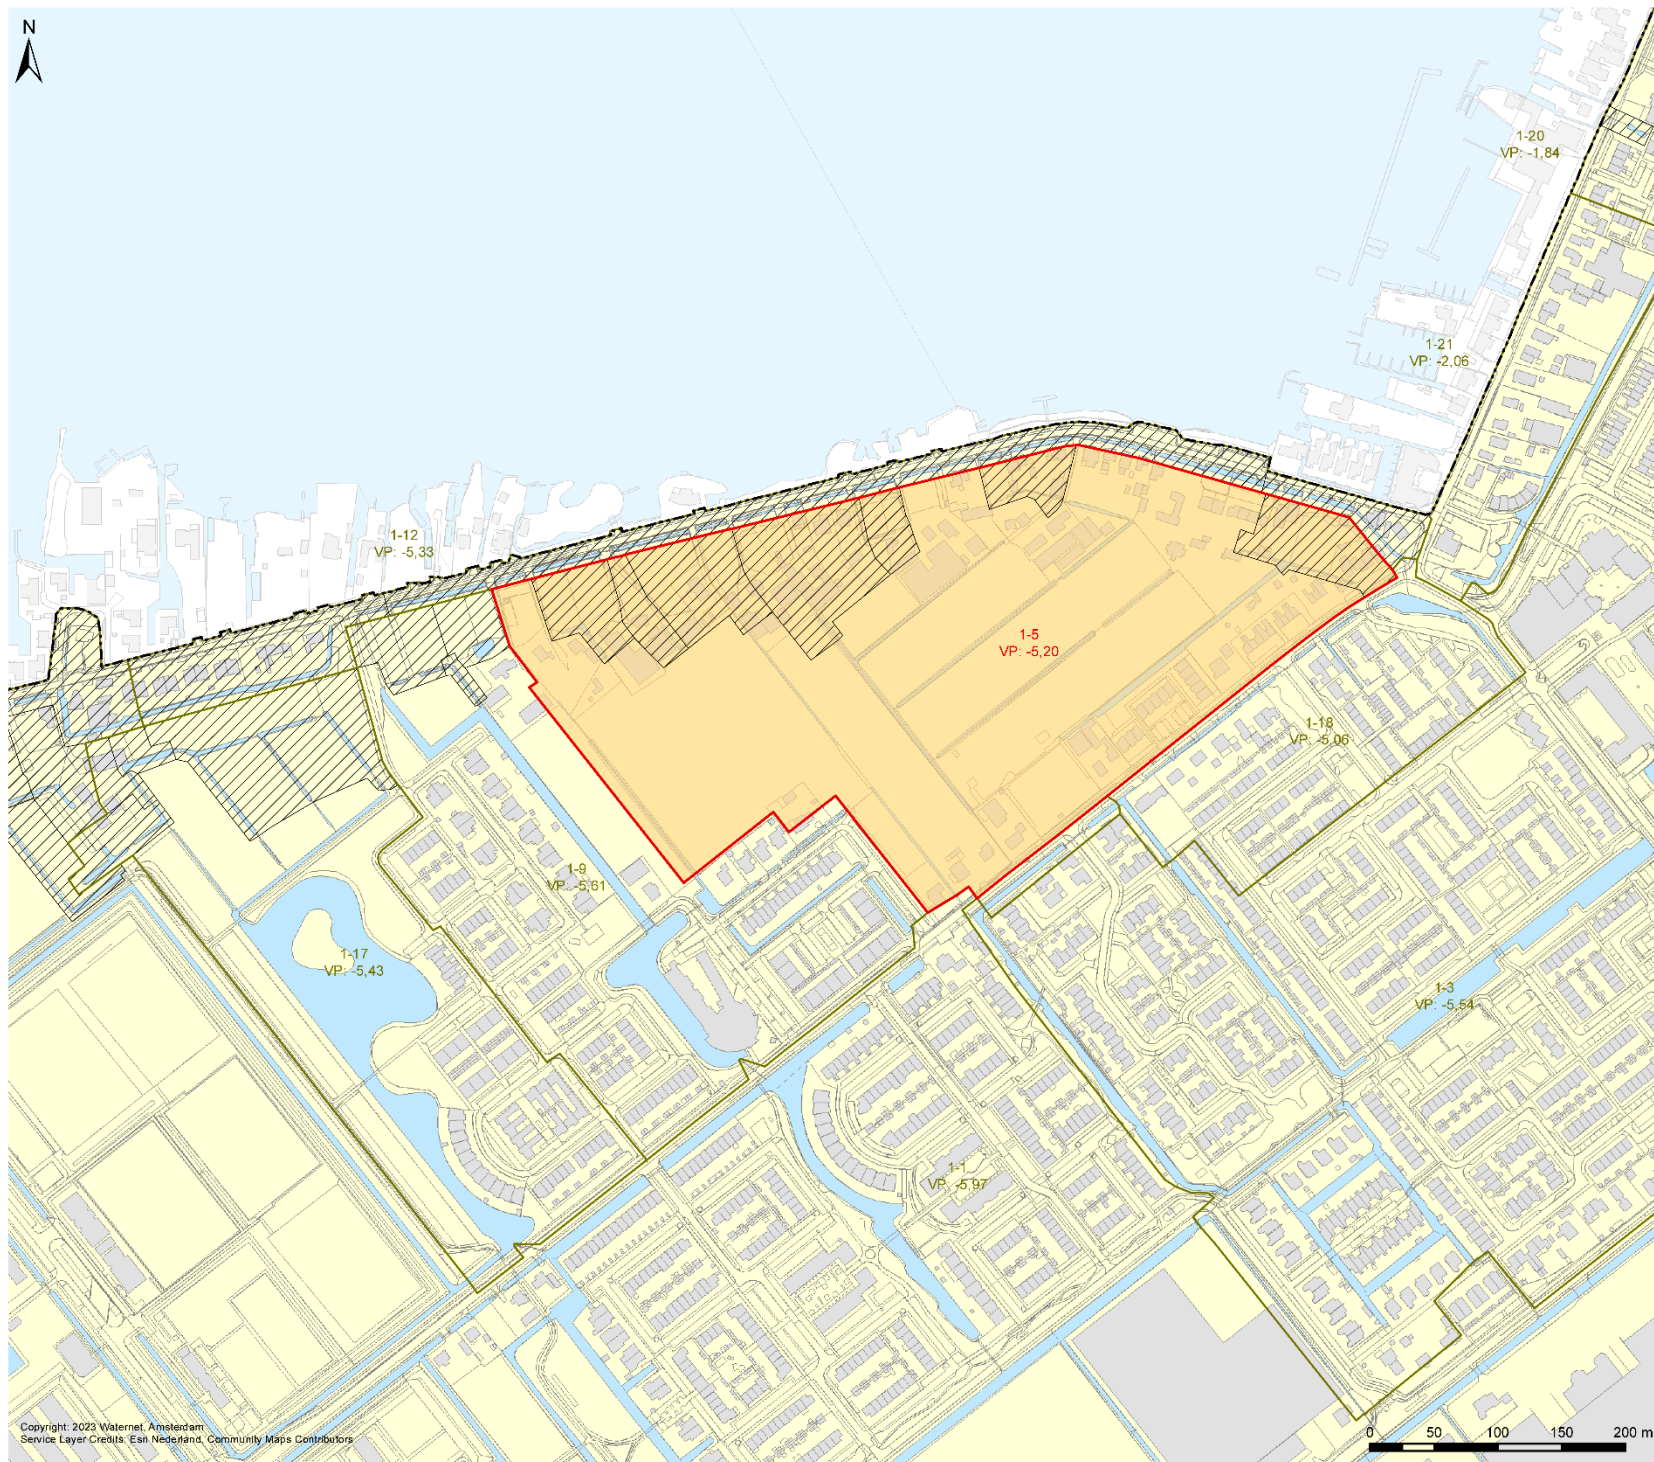 N
1-20
VP: -1,84
1-21
VP: -2,06
1-12
VP: -5,33
1-5
VP: -5,20
1-18
VP: -5,06
1-9
VP: -5,61
1-17
VP: -5,43
1-3
VP: -5,54
1-1
VP: -5,97
Copyright: 2023 Waternet, Amsterdam
Service Layer Credits: Esri Nederland, Community Maps Contributors
0 50 100 150 200 m